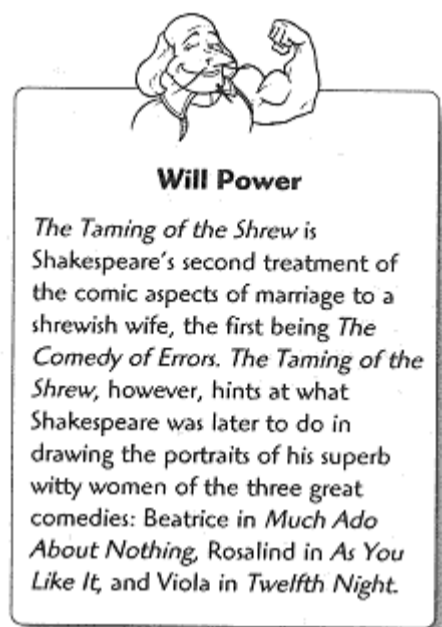 Will Power
The Taming of the Shrew is
Shakespeare's second treatment of
the comic aspects of marriage to a
shrewish wife, the first being The
Comedy of Errors. The Taming of the
Shrew, however, hints at what
Shakespeare was later to do in
drawing the portraits of his superb
witty women of the three great
comedies: Beatrice in Much Ado
About Nothing, Rosalind in As You
Like It, and Viola in Twelfth Night.